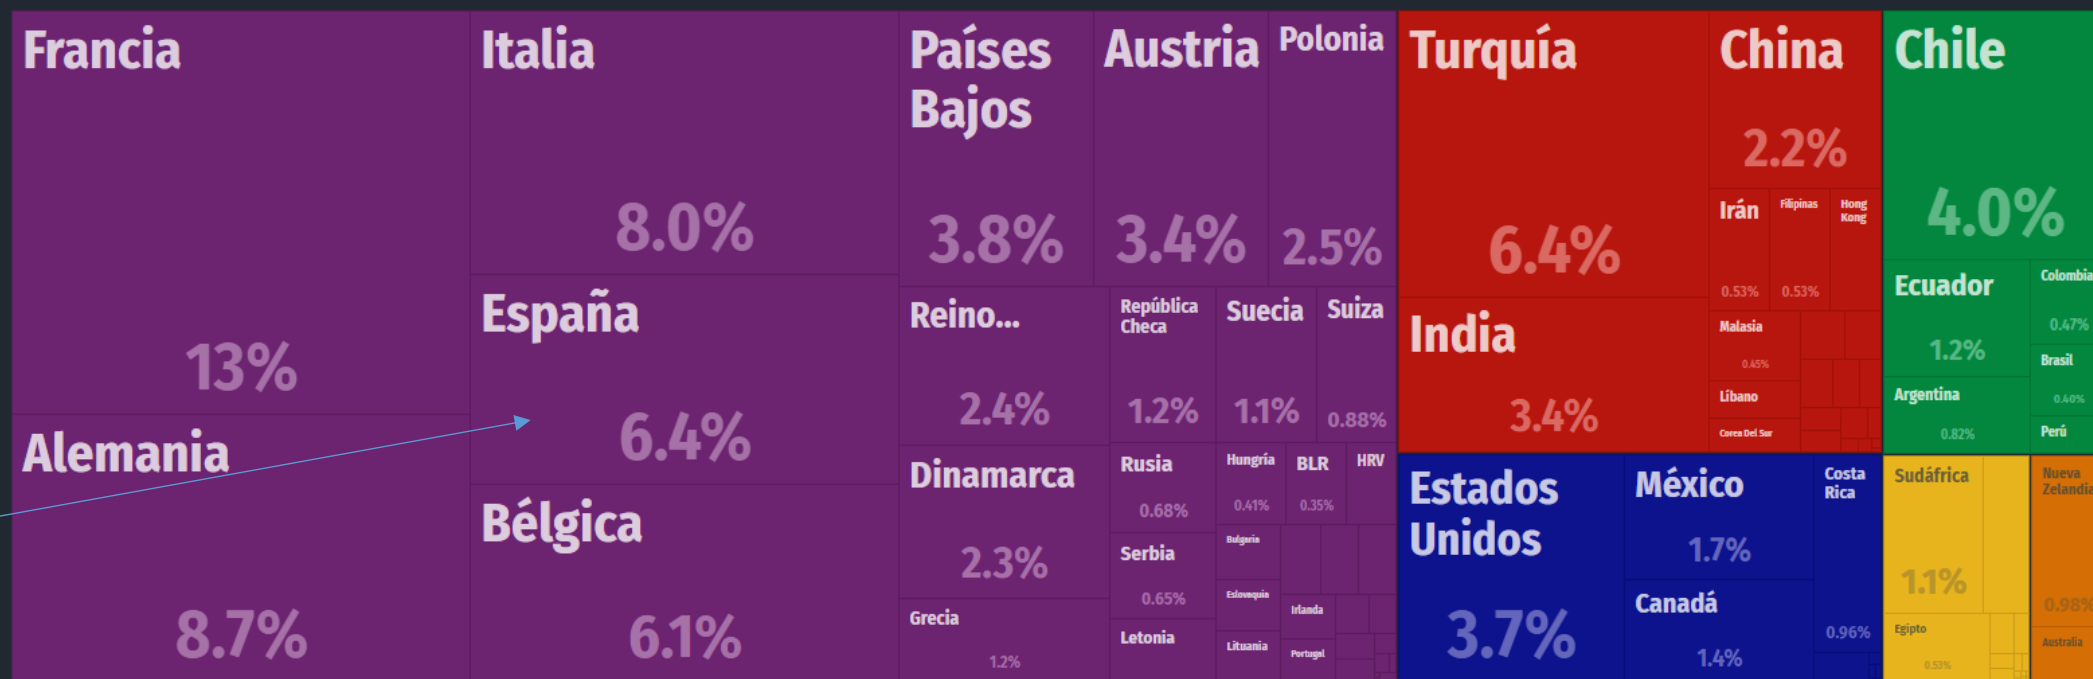 Francia
13%
Alemania
8.7%
Italia
8.0%
España
6.4%
Bélgica
6.1%
Países
Bajos
3.8%
Austria
3.4%
Polonia
2.5%
Reino...
2.4%
Dinamarca
2.3%
Grecia
1.2%
República
Checa
1.2%
Suecia
1.1%
Suiza
0.88%
Rusia
0.68%
Serbia
0.65%
Letonia
Hungría
0.41%
BLR
0.35%
HRV
Bulgaria
Eslovaquia
Lituania
Irlanda
Portugal
Turquía
6.4%
India
3.4%
China
2.2%
Irán
0.53%
Filipinas
0.53%
Hong
Kong
Malasia
0.45%
Líbano
Corea Del Sur
Estados
Unidos
3.7%
México
1.7%
Canadá
1.4%
Costa
Rica
0.96%
Chile
4.0%
Ecuador
1.2%
Argentina
0.82%
Colombia
0.47%
Brasil
0.40%
Perú
Sudáfrica
1.1%
Egipto
0.53%
Nueva
Zelandia
0.98%
Australia